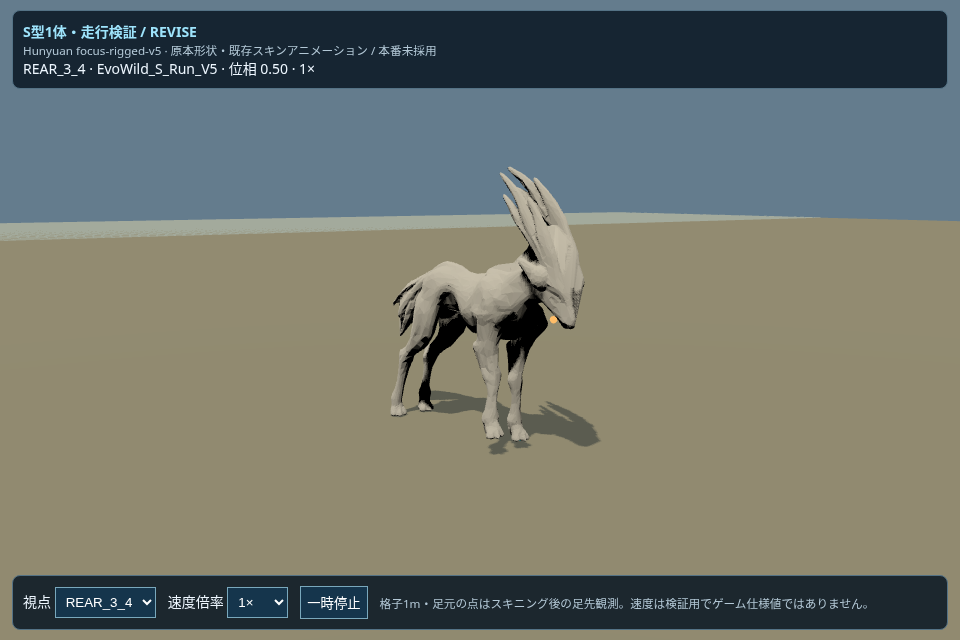 S型1体・走行検証 / REVISE
Hunyuan focus-rigged-v5 · 原本形状・既存スキンアニメーション / 本番未採用
REAR_3_4 · EvoWild_S_Run_V5 · 位相 0.50 · 1×
視点 REAR_3_4 速度倍率 1× 一時停止 格子1m・足元の点はスキニング後の足先観測。速度は検証用でゲーム仕様値ではありません。